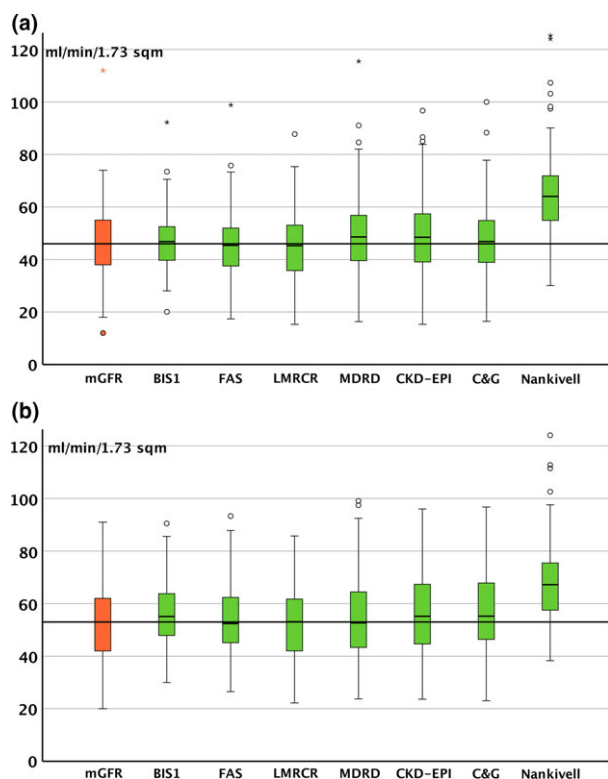 (a)
ml/min/1.73 sqm
120
100
80
60
40
20
0
mGFR BIS1 FAS LMRCR MDRD CKD-EPI C&G Nankivell
(b)
ml/min/1.73 sqm
120
100
80
60
40
20
0
mGFR BIS1 FAS LMRCR MDRD CKD-EPI C&G Nankivell